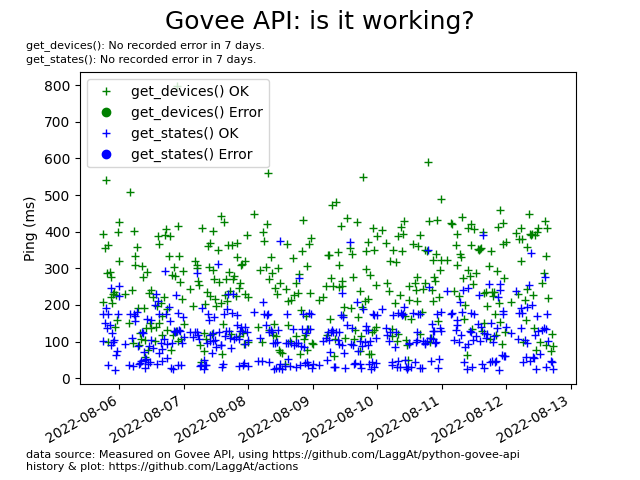 Govee API: is it working?
get_devices(): No recorded error in 7 days.
get_states(): No recorded error in 7 days.
get_devices() OK
get_devices() Error
get_states() OK
get_states() Error
Ping (ms)
800
700
600
500
400
300
200
100
0
2022-08-06
2022-08-07
2022-08-08
2022-08-09
2022-08-10
2022-08-11
2022-08-12
2022-08-13
data source: Measured on Govee API, using https://github.com/LaggAt/python-govee-api
history & plot: https://github.com/LaggAt/actions